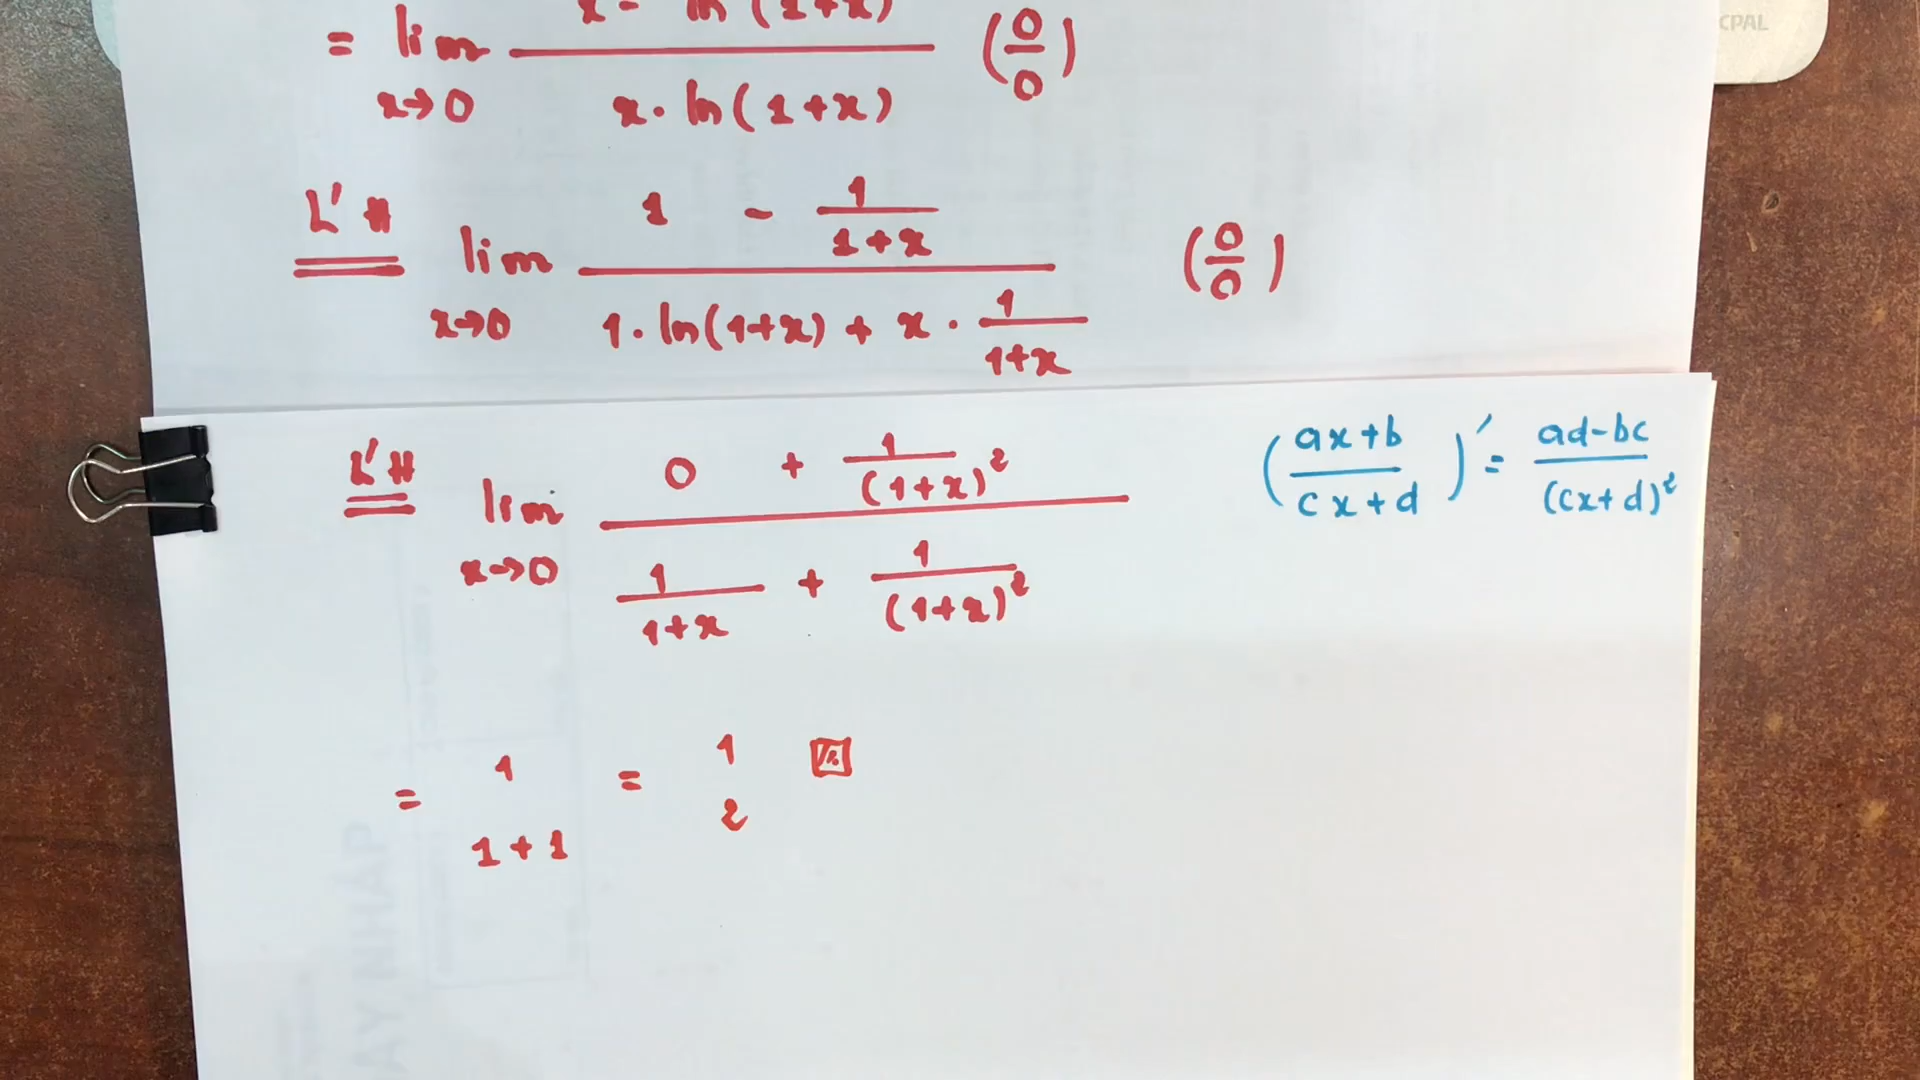 x - ln(1+x)
= lim x→0 ———— (0/0)
x · ln(1+x)
CPAL
L'H
1 - 1/(1+x)
lim x→0 ———— (0/0)
1 · ln(1+x) + x · 1/(1+x)
L'H
0 + 1/(1+x)²
lim x→0 ————
1/(1+x) + 1/(1+x)²
((ax+b)/(cx+d))' = (ad-bc)/(cx+d)²
= 1 = 1
1+1 2